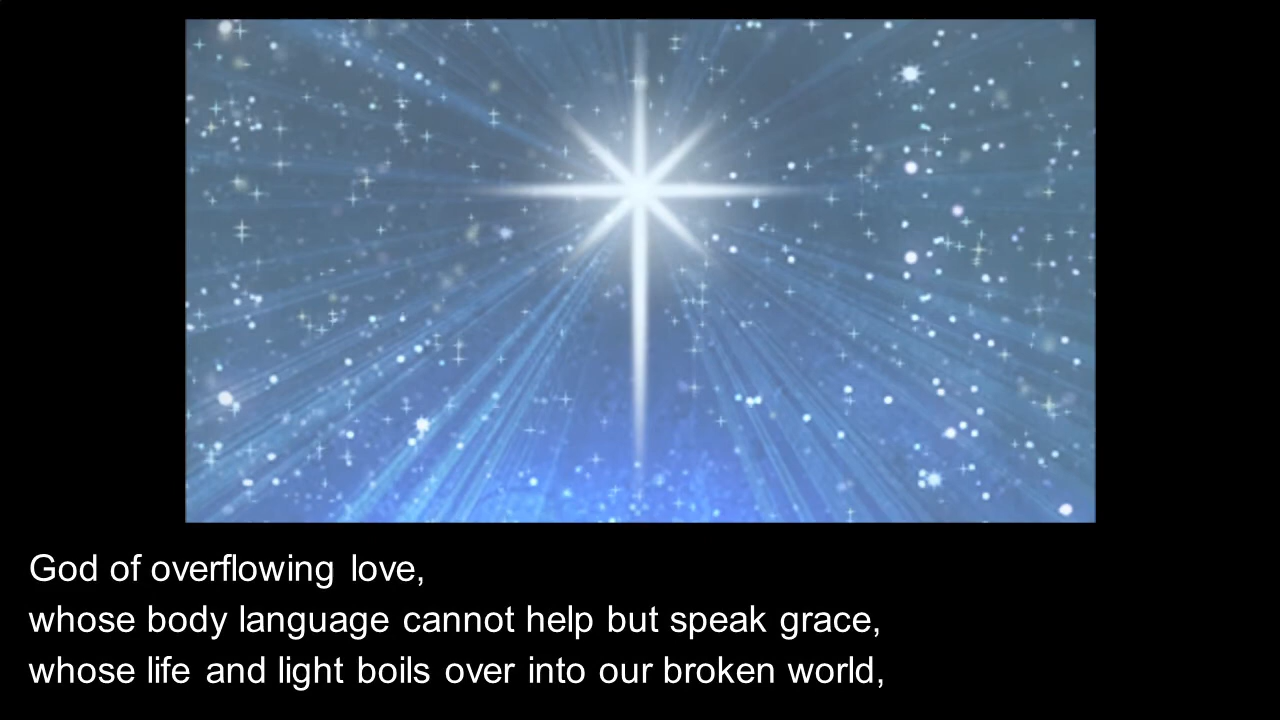 God of overflowing love,
whose body language cannot help but speak grace,
whose life and light boils over into our broken world,